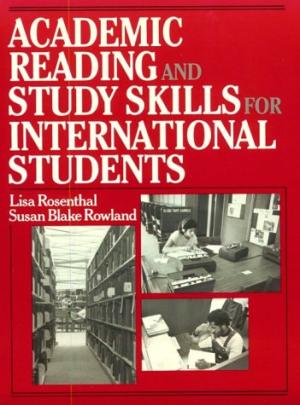 ACADEMIC
READING AND
STUDY SKILLS FOR
INTERNATIONAL
STUDENTS
Lisa Rosenthal
Susan Blake Rowland